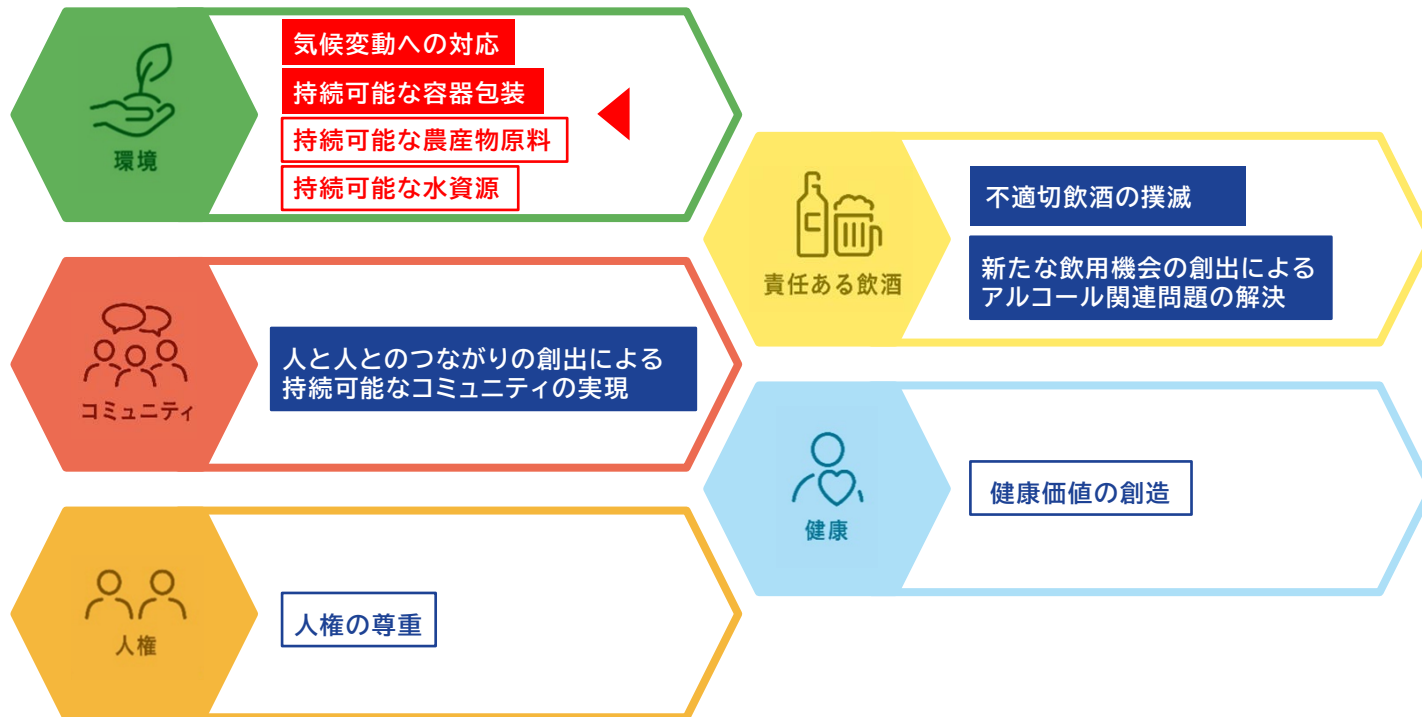 環境
気候変動への対応
持続可能な容器包装
持続可能な農産物原料
持続可能な水資源
コミュニティ
人と人とのつながりの創出による
持続可能なコミュニティの実現
人権
人権の尊重
責任ある飲酒
不適切飲酒の撲滅
新たな飲用機会の創出による
アルコール関連問題の解決
健康
健康価値の創造